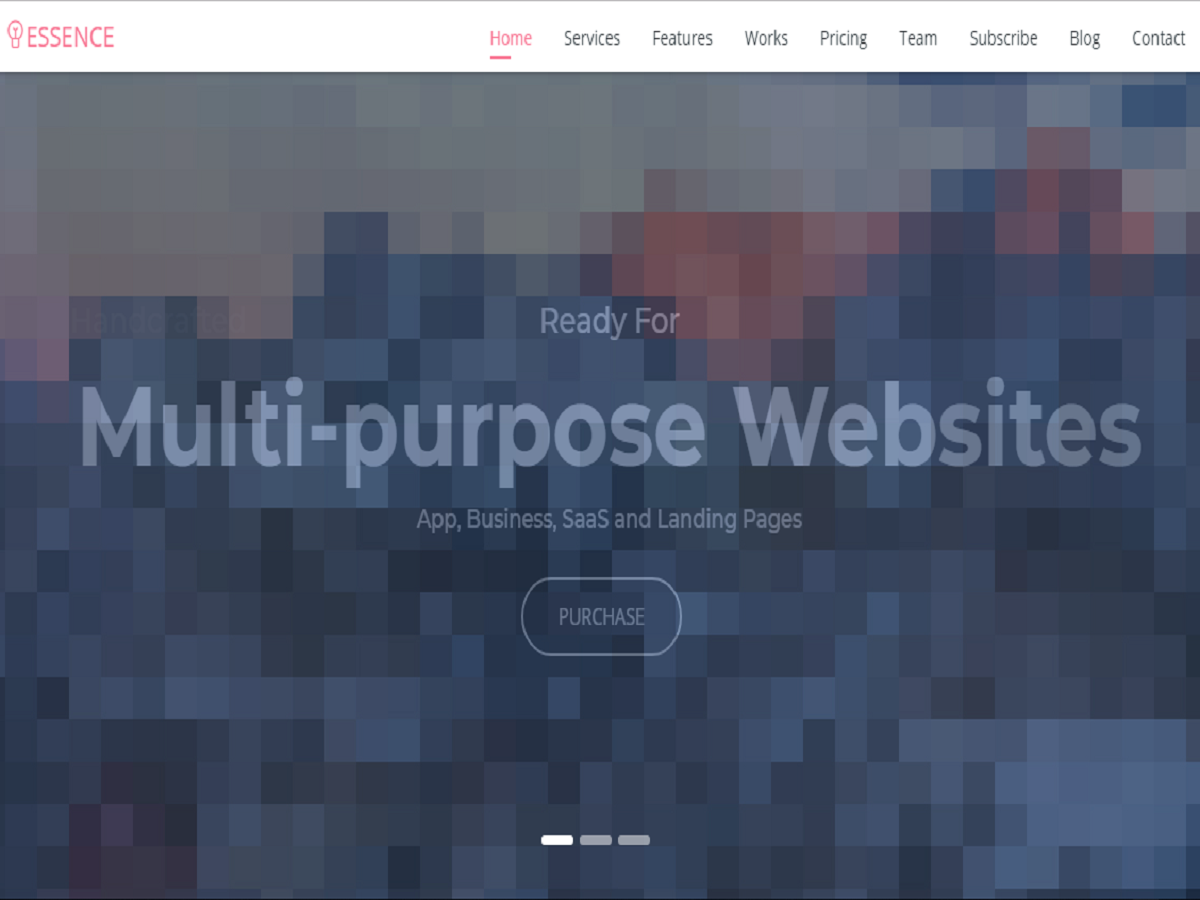 ESSENCE
Home Services Features Works Pricing Team Subscribe Blog Contact
Handcrafted
Ready For
Multi-purpose Websites
App, Business, SaaS and Landing Pages
PURCHASE